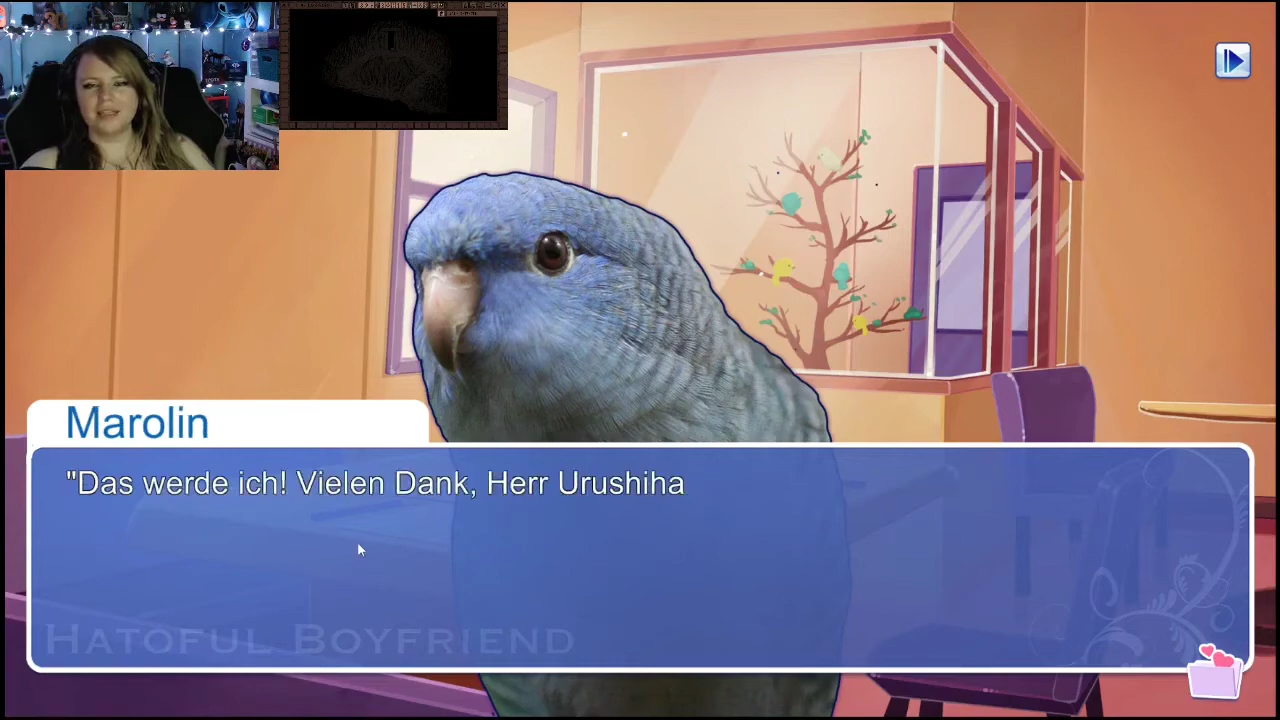 Marolin
"Das werde ich! Vielen Dank, Herr Urushiha
Hatoful Boyfriend